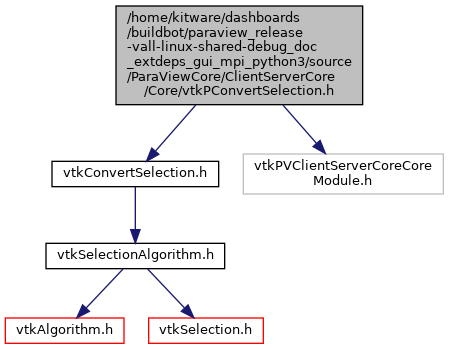 /home/kitware/dashboards
/buildbot/paraview_release
-vall-linux-shared-debug_doc
_extdeps_gui_mpi_python3/source
/ParaViewCore/ClientServerCore
/Core/vtkPConvertSelection.h
vtkConvertSelection.h
vtkPVClientServerCoreCore
Module.h
vtkSelectionAlgorithm.h
vtkAlgorithm.h
vtkSelection.h